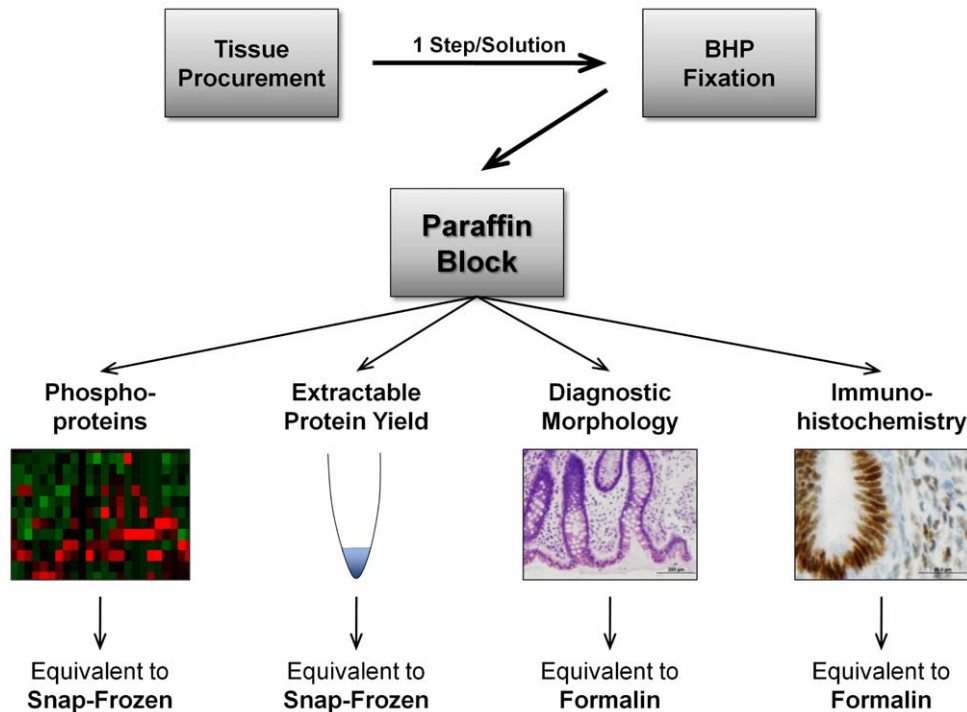 Tissue
Procurement
1 Step/Solution
BHP
Fixation
Paraffin
Block
Phospho-
proteins
Extractable
Protein Yield
Diagnostic
Morphology
Immuno-
histochemistry
Equivalent to
Snap-Frozen
Equivalent to
Snap-Frozen
Equivalent to
Formalin
Equivalent to
Formalin